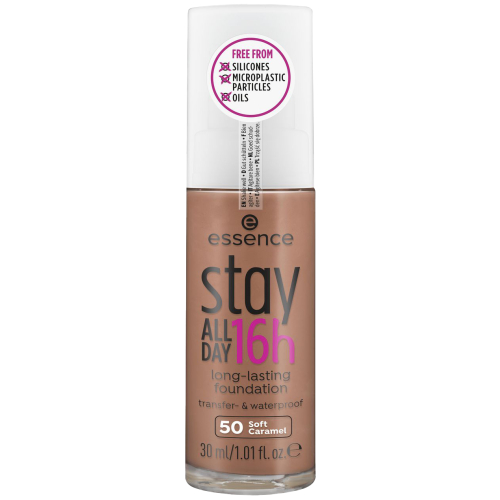 FREE FROM
SILICONES
MICROPLASTIC
PARTICLES
OILS
essence
stay
ALL
DAY
16h
long-lasting
foundation
transfer- & waterproof
50 Soft
Caramel
30 ml/1.01 fl. oz. e